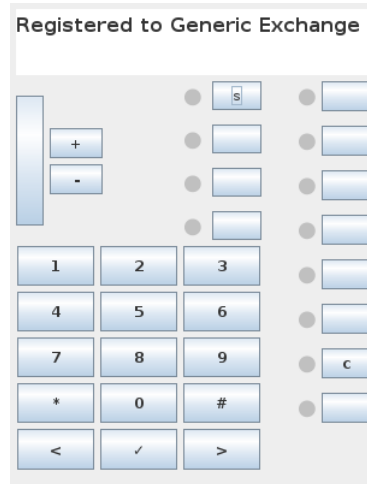 Registered to Generic Exchange
s
+
-
1 2 3
4 5 6
7 8 9
c
* 0 #
< ✓ >